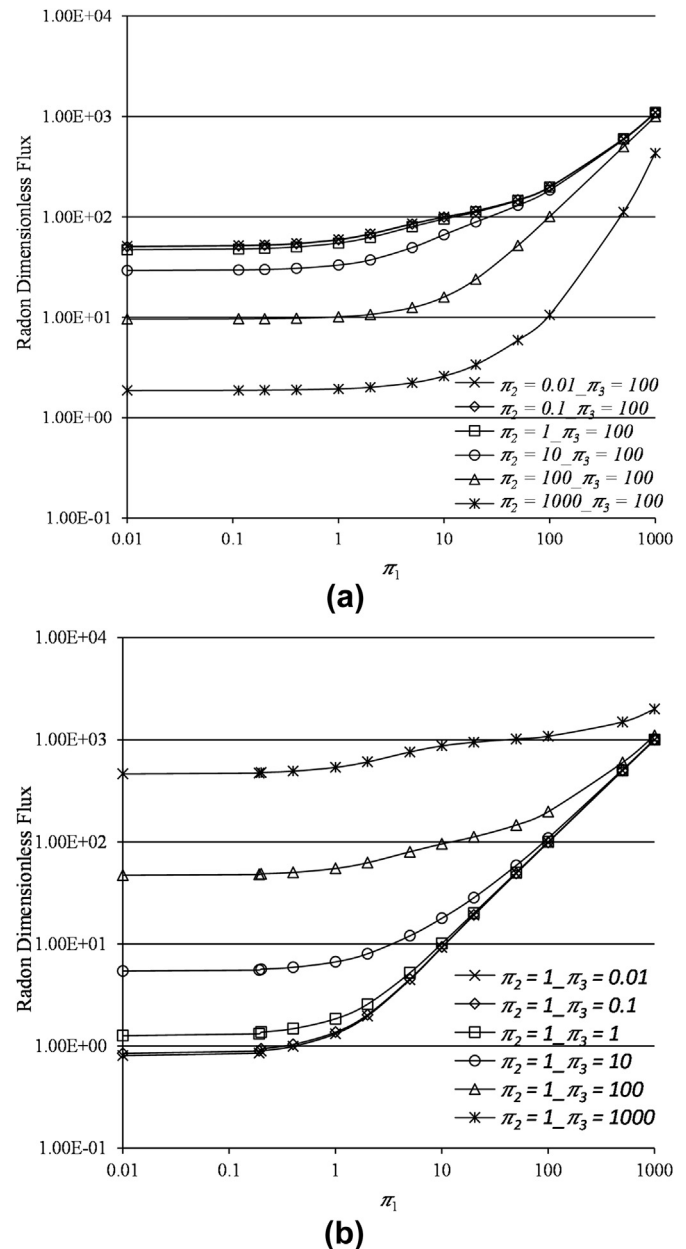 1.00E+04
1.00E+03
1.00E+02
1.00E+01
1.00E+00
1.00E-01
Radon Dimensionless Flux
π2 = 0.01_π3 = 100
π2 = 0.1_π3 = 100
π2 = 1_π3 = 100
π2 = 10_π3 = 100
π2 = 100_π3 = 100
π2 = 1000_π3 = 100
0.01 0.1 1 10 100 1000
π1
(a)
1.00E+04
1.00E+03
1.00E+02
1.00E+01
1.00E+00
1.00E-01
Radon Dimensionless Flux
π2 = 1_π3 = 0.01
π2 = 1_π3 = 0.1
π2 = 1_π3 = 1
π2 = 1_π3 = 10
π2 = 1_π3 = 100
π2 = 1_π3 = 1000
0.01 0.1 1 10 100 1000
π1
(b)